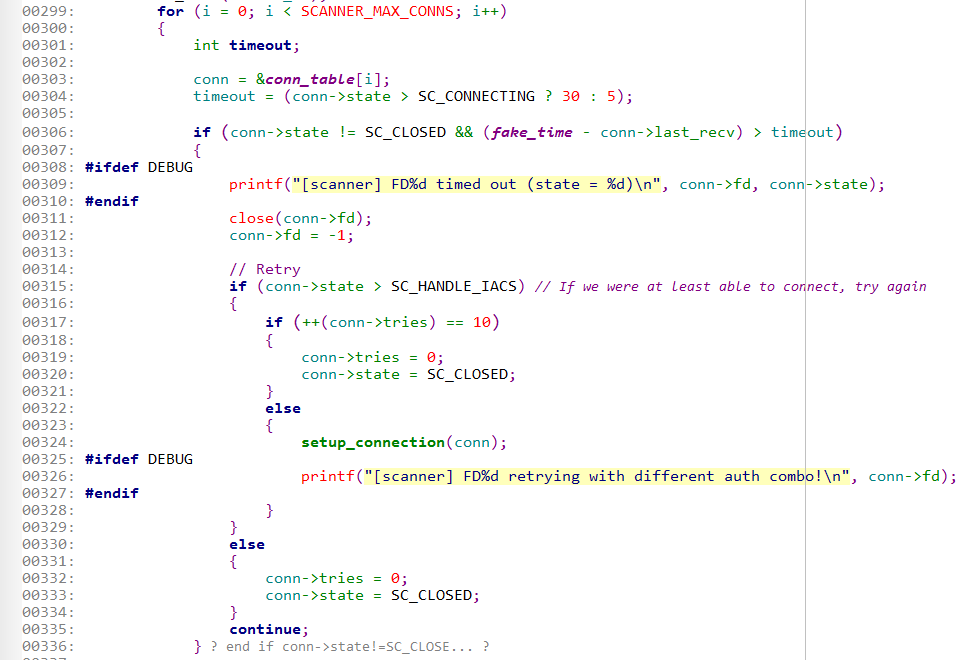 00299: for (i = 0; i < SCANNER_MAX_CONNS; i++)
00300: {
00301: int timeout;
00302:
00303: conn = &conn_table[i];
00304: timeout = (conn->state > SC_CONNECTING ? 30 : 5);
00305:
00306: if (conn->state != SC_CLOSED && (fake_time - conn->last_recv) > timeout)
00307: {
00308: #ifdef DEBUG
00309: printf("[scanner] FD%d timed out (state = %d)\n", conn->fd, conn->state);
00310: #endif
00311: close(conn->fd);
00312: conn->fd = -1;
00313:
00314: // Retry
00315: if (conn->state > SC_HANDLE_IACS) // If we were at least able to connect, try again
00316: {
00317: if (++(conn->tries) == 10)
00318: {
00319: conn->tries = 0;
00320: conn->state = SC_CLOSED;
00321: }
00322: else
00323: {
00324: setup_connection(conn);
00325: #ifdef DEBUG
00326: printf("[scanner] FD%d retrying with different auth combo!\n", conn->fd);
00327: #endif
00328: }
00329: }
00330: else
00331: {
00332: conn->tries = 0;
00333: conn->state = SC_CLOSED;
00334: }
00335: continue;
00336: } ? end if conn->state!=SC_CLOSE... ?